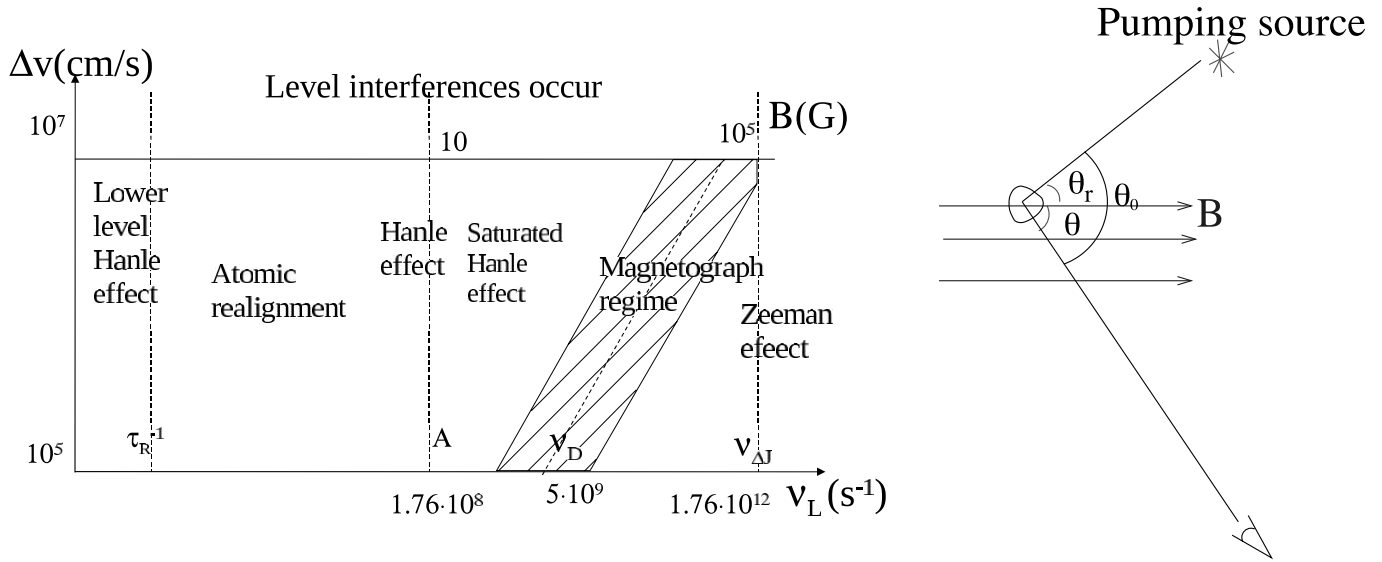 Pumping source
Δv(cm/s)
Level interferences occur
10⁷
10
10⁵
B(G)
Lower
level
Hanle
effect
Atomic
realignment
Hanle
effect
Saturated
Hanle
effect
Magnetograph
regime
Zeeman
efeect
θr
θ₀
θ
B
10⁵
τR⁻¹
A
νD
νΔJ
1.76·10⁸
5·10⁹
1.76·10¹²
νL(s⁻¹)